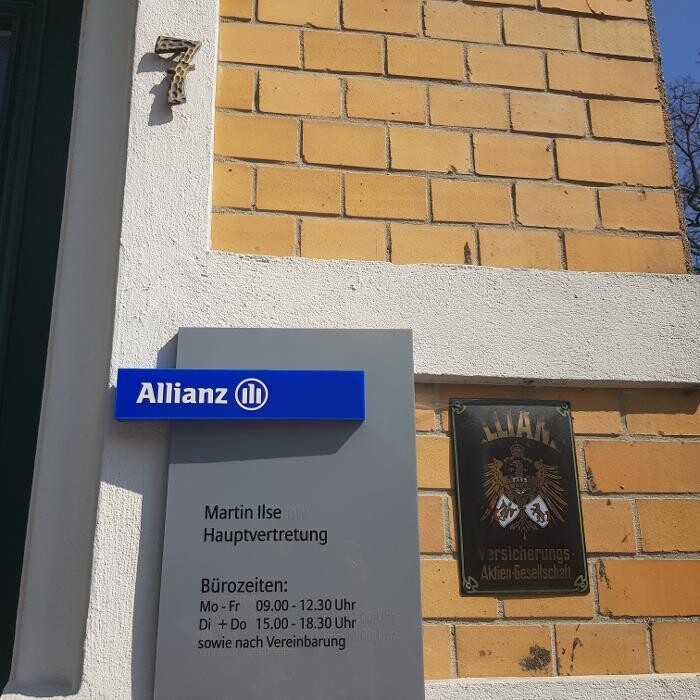 7
Allianz
Martin Ilse
Hauptvertretung
Bürozeiten:
Mo - Fr 09.00 - 12.30 Uhr
Di + Do 15.00 - 18.30 Uhr
sowie nach Vereinbarung
ALLIANZ
Versicherungs-
Aktien-Gesellschaft